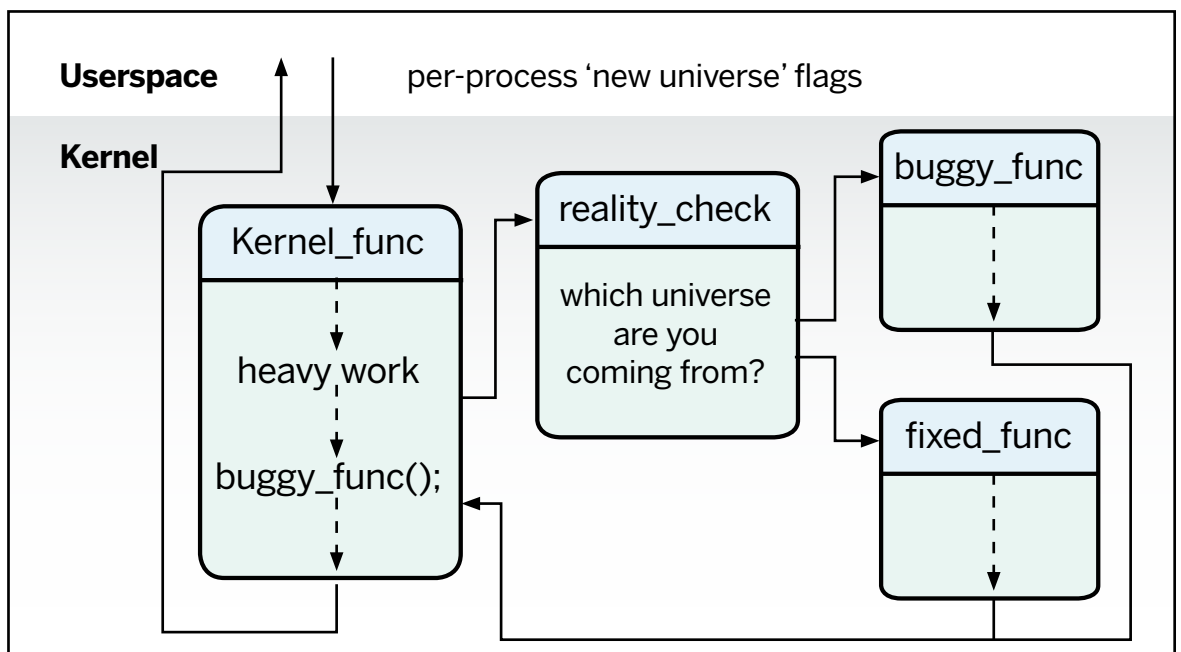 Userspace
per-process ‘new universe’ flags
Kernel
Kernel_func
heavy work
buggy_func();
reality_check
which universe
are you
coming from?
buggy_func
fixed_func